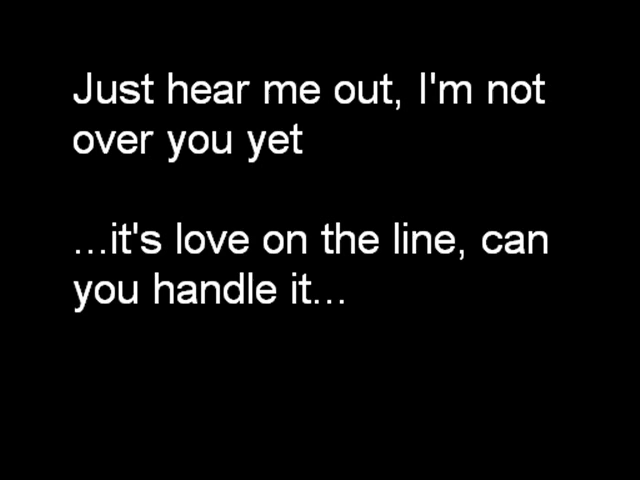 Just hear me out, I'm not
over you yet
...it's love on the line, can
you handle it...